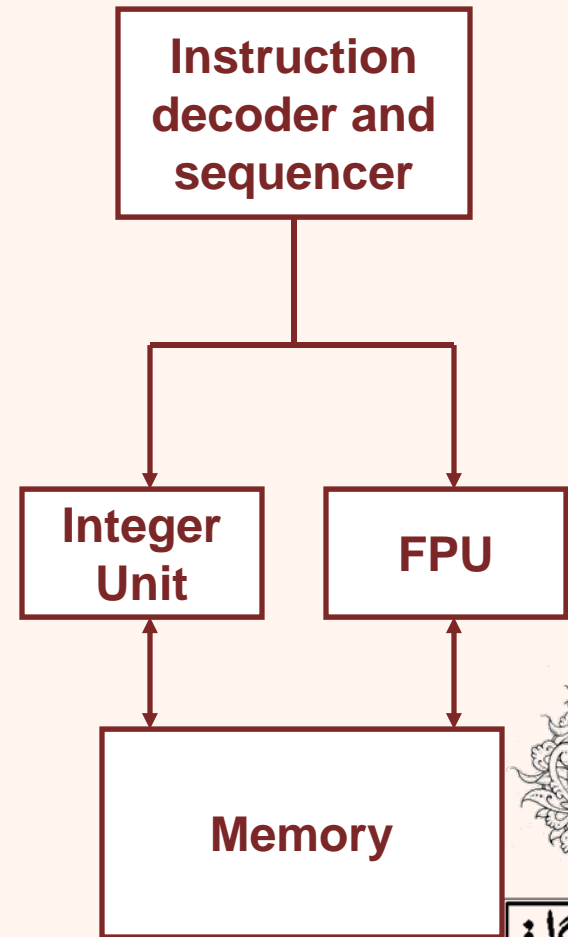 Instruction
decoder and
sequencer
Integer
Unit
FPU
Memory